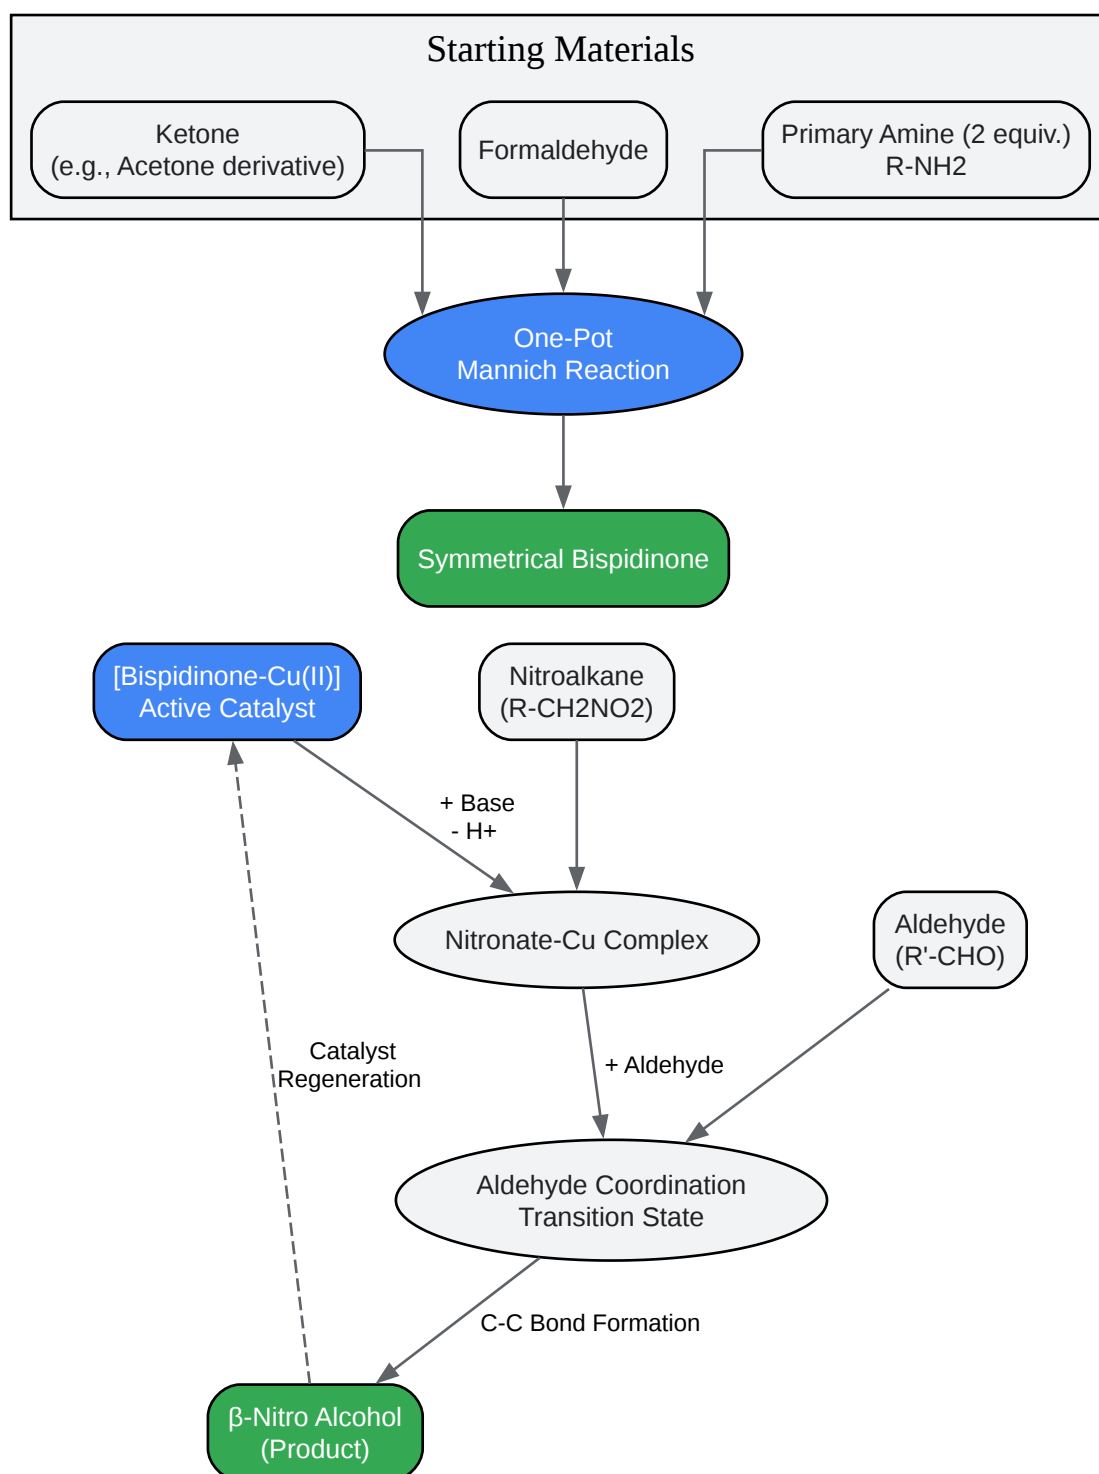 Starting Materials
Ketone
(e.g., Acetone derivative)
Formaldehyde
Primary Amine (2 equiv.)
R-NH2
One-Pot
Mannich Reaction
Symmetrical Bispidinone
[Bispidinone-Cu(II)]
Active Catalyst
Nitroalkane
(R-CH2NO2)
+ Base
- H+
Nitronate-Cu Complex
Aldehyde
(R'-CHO)
Catalyst
Regeneration
+ Aldehyde
Aldehyde Coordination
Transition State
C-C Bond Formation
β-Nitro Alcohol
(Product)